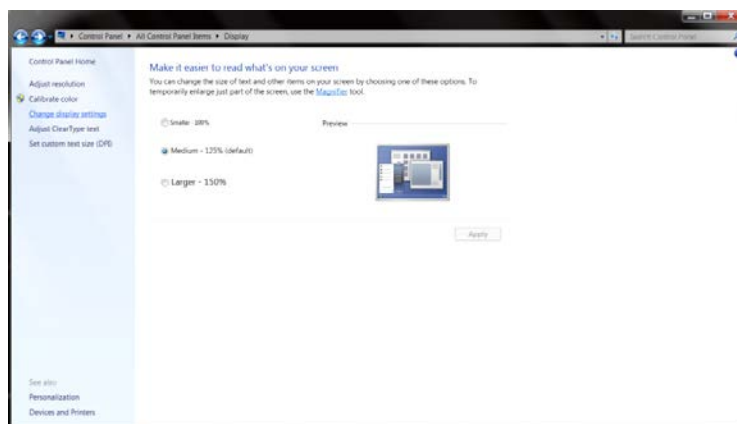 Control Panel ▸ All Control Panel Items ▸ Display
Search Control Panel
Control Panel Home
Adjust resolution
Calibrate color
Change display settings
Adjust ClearType text
Set custom text size (DPI)
Make it easier to read what's on your screen
You can change the size of text and other items on your screen by choosing one of these options. To
temporarily enlarge just part of the screen, use the Magnifier tool.
Smaller - 100%
Preview
Medium - 125% (default)
Larger - 150%
Apply
See also
Personalization
Devices and Printers